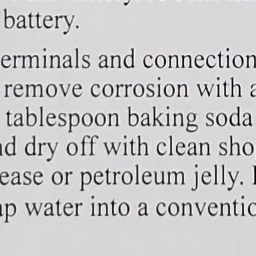 battery.
erminals and connection
remove corrosion with a
tablespoon baking soda
nd dry off with clean sho
ease or petroleum jelly.
ap water into a conventio